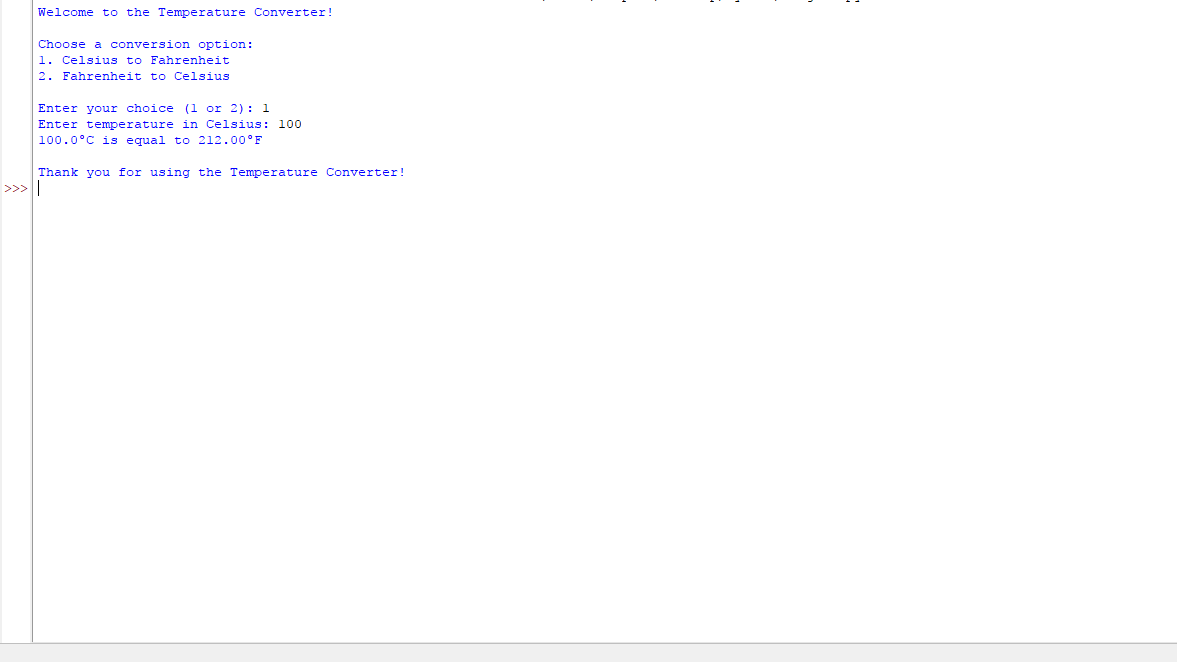 Welcome to the Temperature Converter!
Choose a conversion option:
1. Celsius to Fahrenheit
2. Fahrenheit to Celsius
Enter your choice (1 or 2): 1
Enter temperature in Celsius: 100
100.0°C is equal to 212.00°F
Thank you for using the Temperature Converter!
>>>